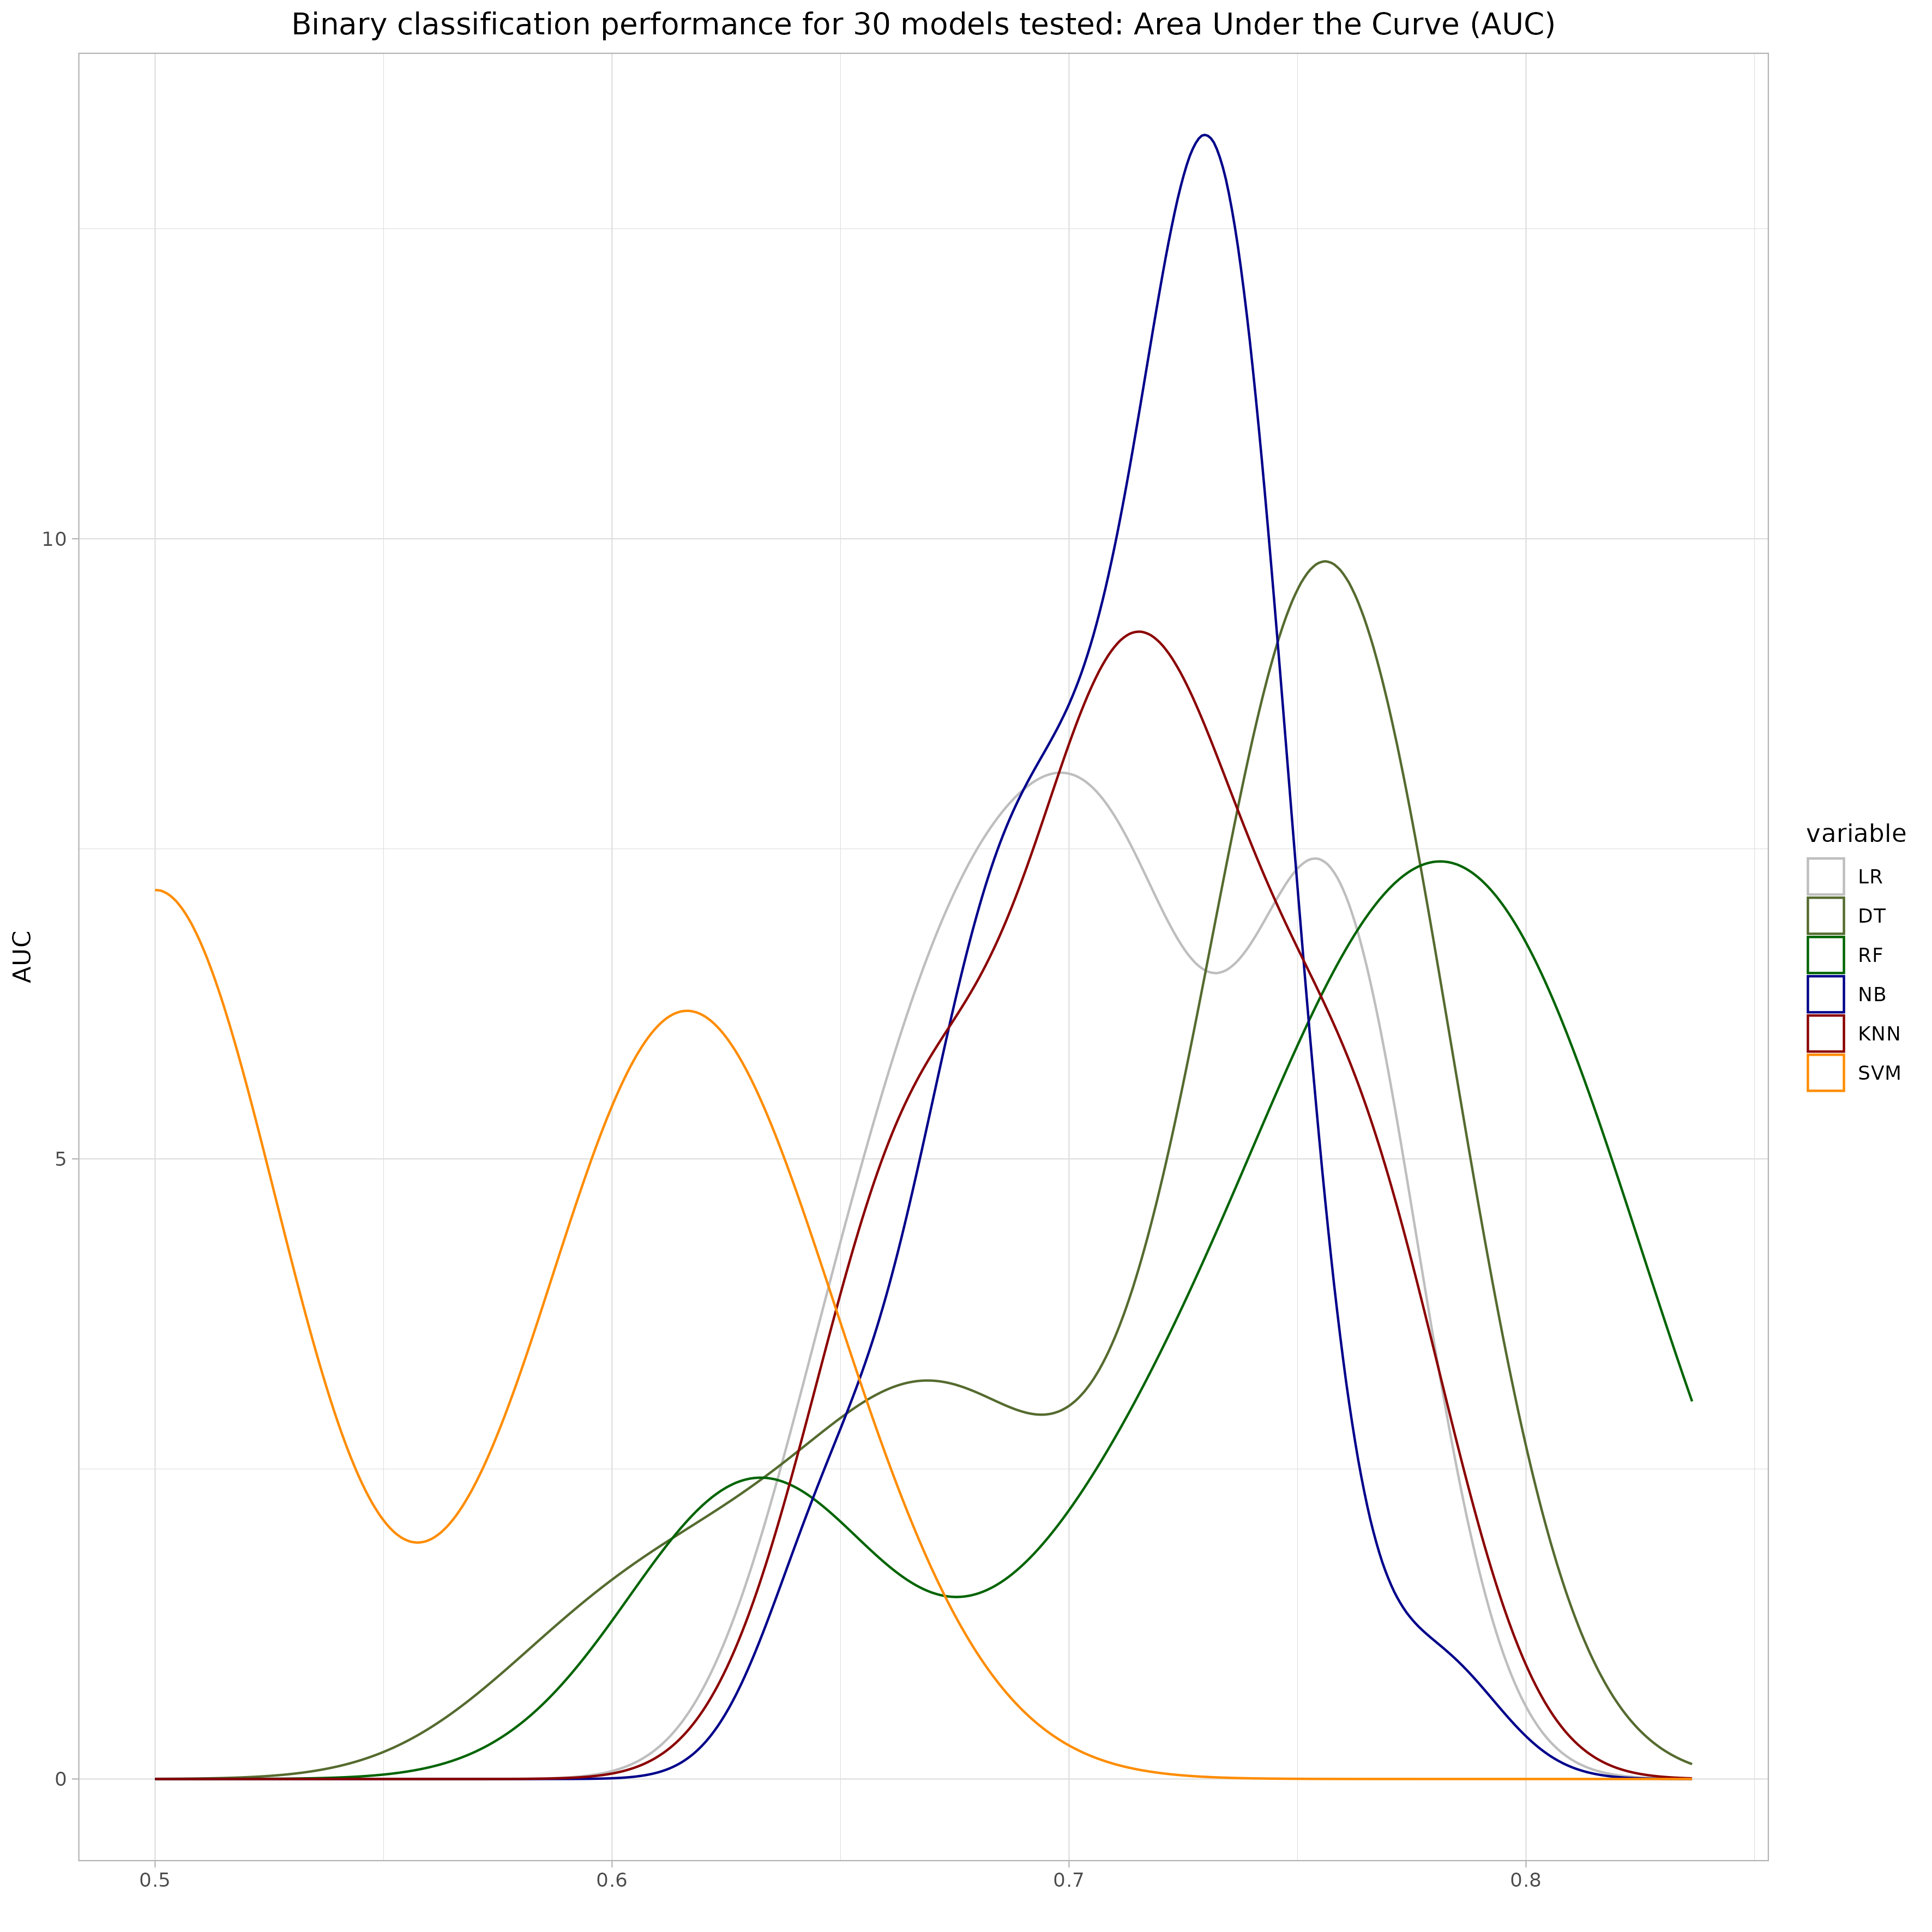 Binary classification performance for 30 models tested: Area Under the Curve (AUC)
10
5
0
AUC
0.5 0.6 0.7 0.8
variable
LR
DT
RF
NB
KNN
SVM